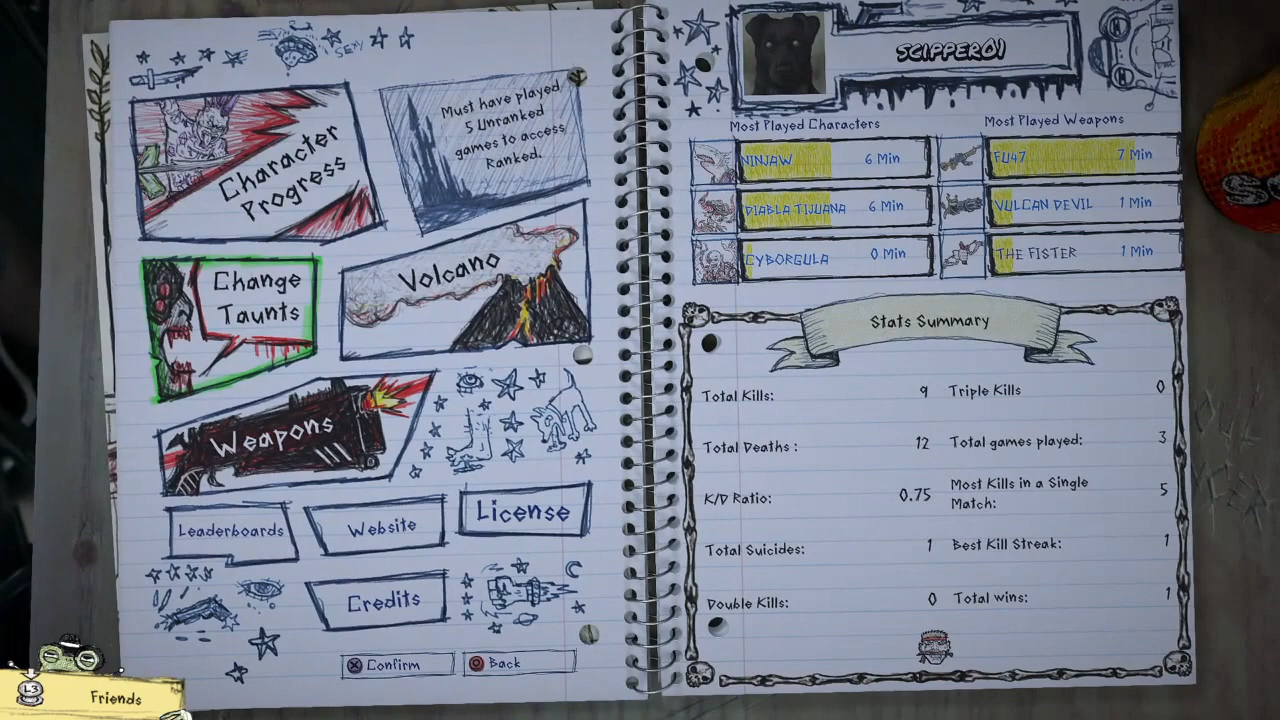 SEXY
Character
Progress
Must have played
5 Unranked
games to access
Ranked.
Change
Taunts
Volcano
Weapons
Leaderboards
Website
License
Credits
Confirm
Back
L3
Friends
SCIPPER01
Most Played Characters
NINJAW 6 Min
DIABLA TIJUANA 6 Min
CYBORGULA 0 Min
Most Played Weapons
FU47 7 Min
VULCAN DEVIL 1 Min
THE FISTER 1 Min
Stats Summary
Total Kills: 9 Triple Kills 0
Total Deaths : 12 Total games played: 3
K/D Ratio: 0.75 Most Kills in a Single
Match: 5
Total Suicides: 1 Best Kill Streak: 1
Double Kills: 0 Total wins: 1